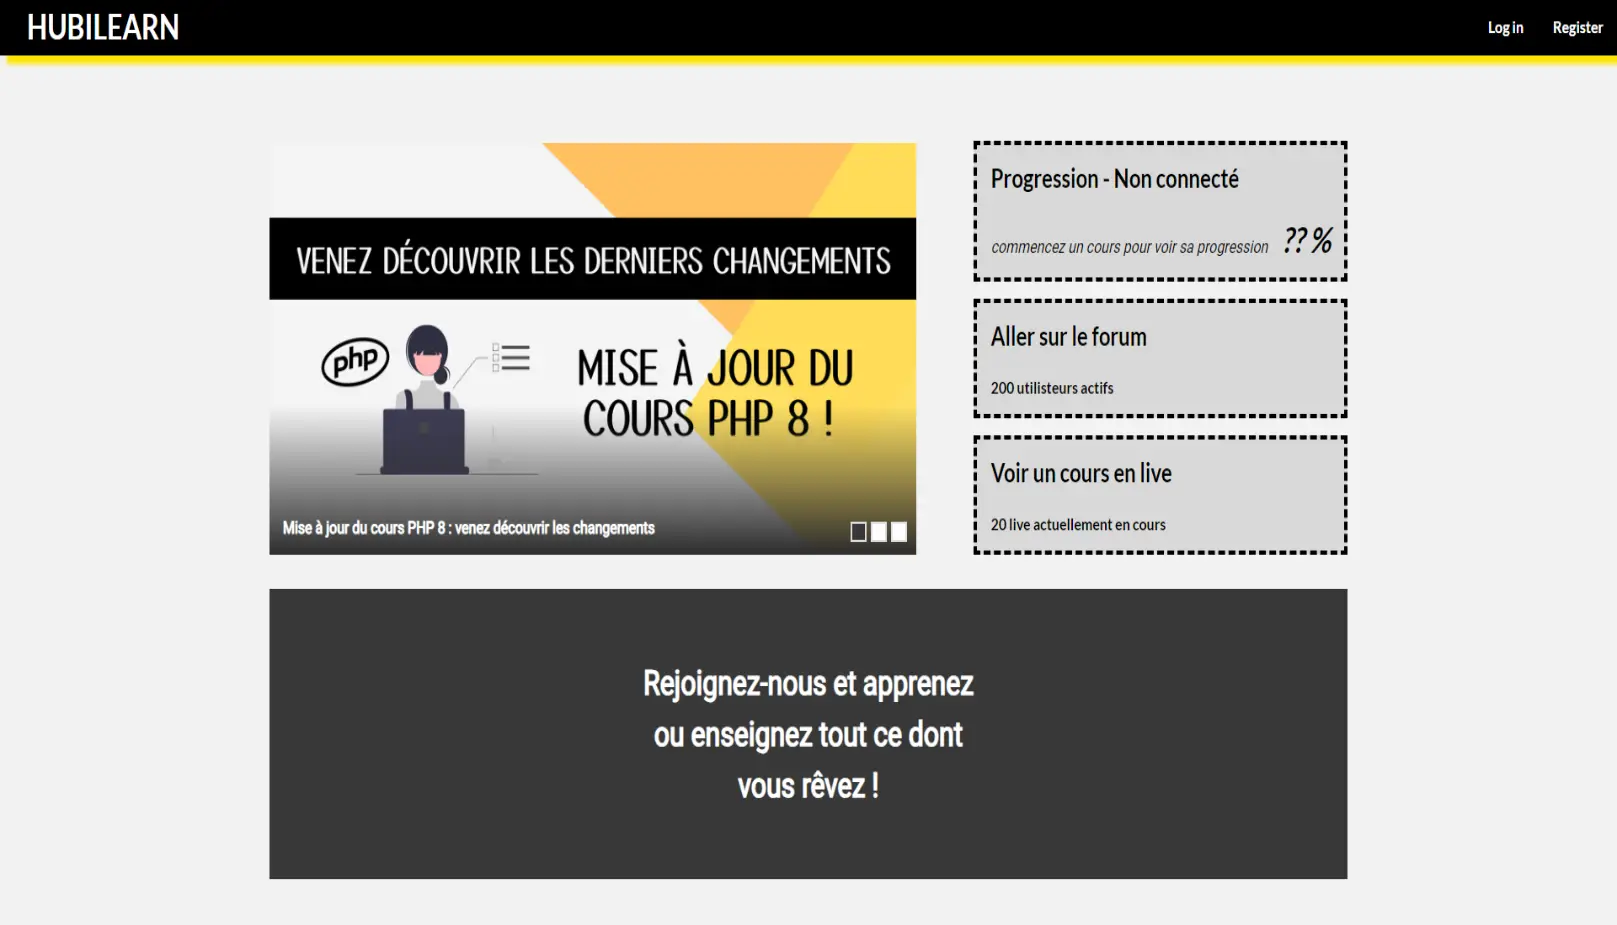 HUBILEARN
Log in
Register
VENEZ DÉCOUVRIR LES DERNIERS CHANGEMENTS
php
MISE À JOUR DU
COURS PHP 8 !
Mise à jour du cours PHP 8 : venez découvrir les changements
Progression - Non connecté
commencez un cours pour voir sa progression ?? %
Aller sur le forum
200 utilisteurs actifs
Voir un cours en live
20 live actuellement en cours
Rejoignez-nous et apprenez
ou enseignez tout ce dont
vous rêvez !